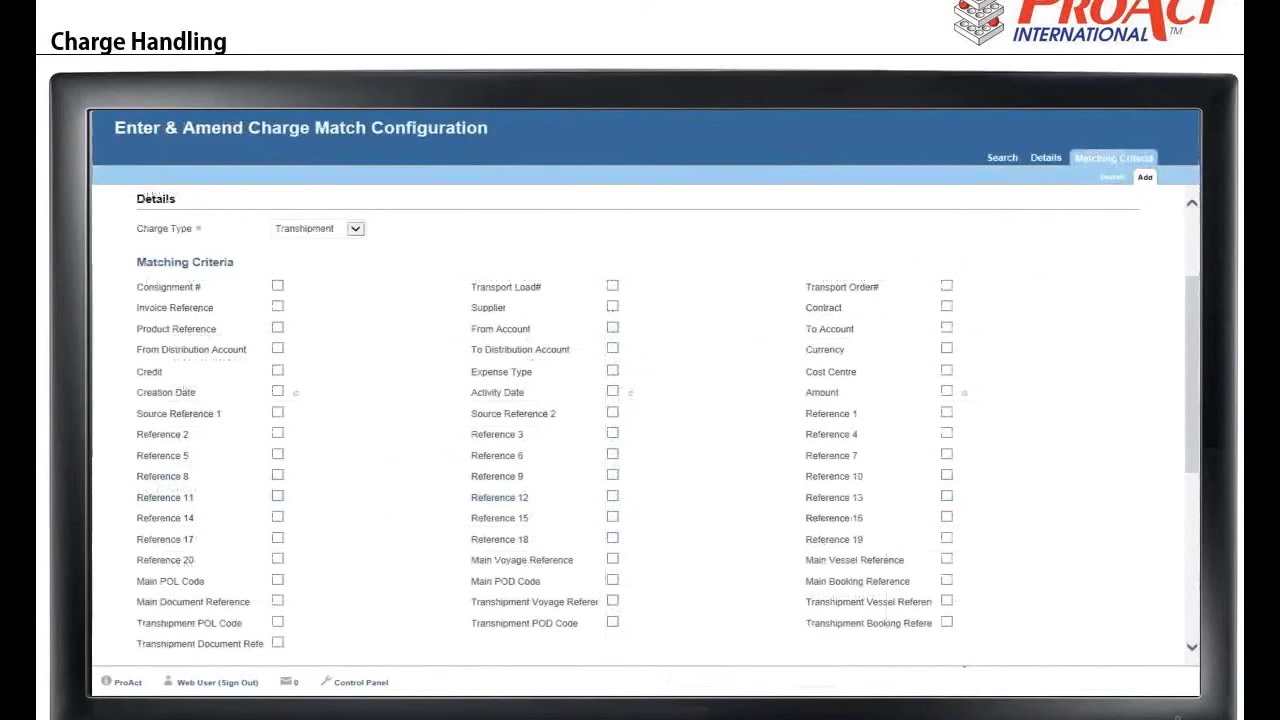 PROACT
INTERNATIONAL TM
Charge Handling
Enter & Amend Charge Match Configuration
Search Details Matching Criteria
Search Add
Details
Charge Type * Transhipment
Matching Criteria
Consignment # Transport Load# Transport Order#
Invoice Reference Supplier Contract
Product Reference From Account To Account
From Distribution Account To Distribution Account Currency
Credit Expense Type Cost Centre
Creation Date Activity Date Amount
Source Reference 1 Source Reference 2 Reference 1
Reference 2 Reference 3 Reference 4
Reference 5 Reference 6 Reference 7
Reference 8 Reference 9 Reference 10
Reference 11 Reference 12 Reference 13
Reference 14 Reference 15 Reference 16
Reference 17 Reference 18 Reference 19
Reference 20 Main Voyage Reference Main Vessel Reference
Main POL Code Main POD Code Main Booking Reference
Main Document Reference Transhipment Voyage Referer Transhipment Vessel Referen
Transhipment POL Code Transhipment POD Code Transhipment Booking Refere
Transhipment Document Refe
ProAct Web User (Sign Out) 0 Control Panel